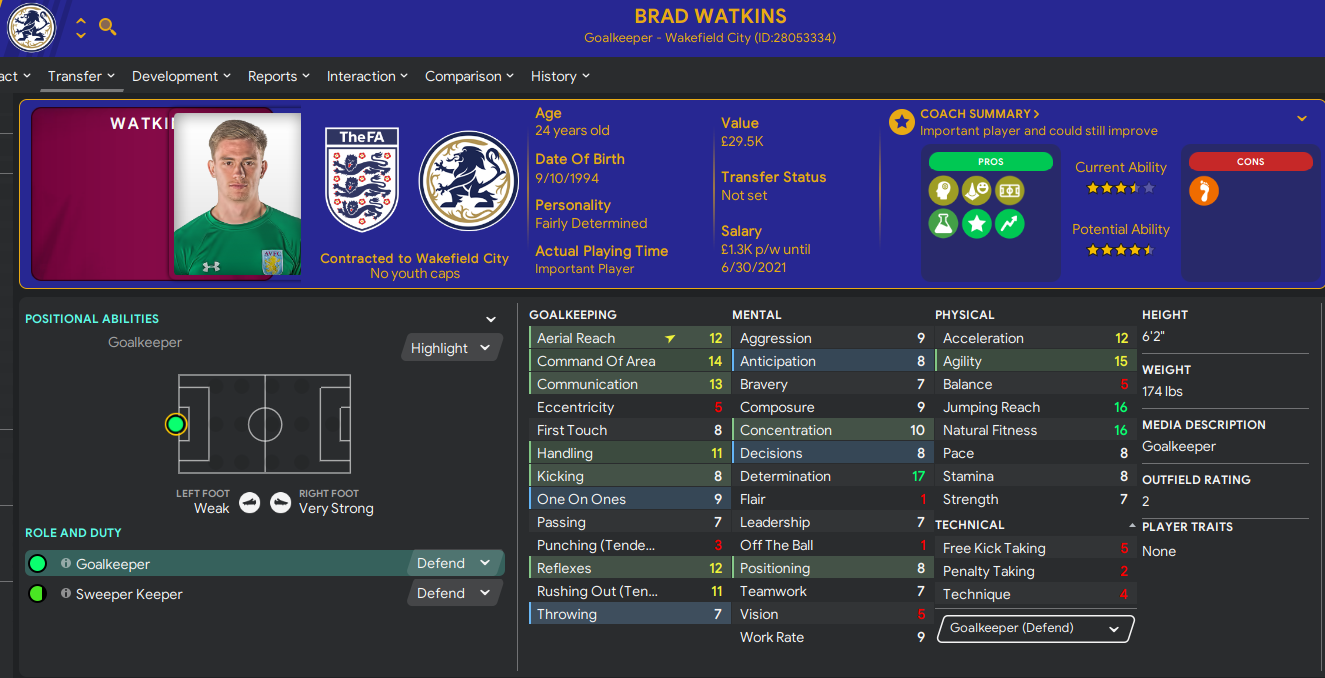 BRAD WATKINS
Goalkeeper - Wakefield City (ID:28053334)
act Transfer Development Reports Interaction Comparison History
WATKI
The FA
AVFC
Contracted to Wakefield City
No youth caps
Age
24 years old
Date Of Birth
9/10/1994
Personality
Fairly Determined
Actual Playing Time
Important Player
Value
£29.5K
Transfer Status
Not set
Salary
£1.3K p/w until
6/30/2021
COACH SUMMARY >
Important player and could still improve
PROS
Current Ability
Potential Ability
CONS
POSITIONAL ABILITIES
Goalkeeper
Highlight
LEFT FOOT
Weak
RIGHT FOOT
Very Strong
ROLE AND DUTY
Goalkeeper Defend
Sweeper Keeper Defend
GOALKEEPING
Aerial Reach 12
Command Of Area 14
Communication 13
Eccentricity 5
First Touch 8
Handling 11
Kicking 8
One On Ones 9
Passing 7
Punching (Tende... 3
Reflexes 12
Rushing Out (Ten... 11
Throwing 7
MENTAL
Aggression 9
Anticipation 8
Bravery 7
Composure 9
Concentration 10
Decisions 8
Determination 17
Flair 1
Leadership 7
Off The Ball 1
Positioning 8
Teamwork 7
Vision 5
Work Rate 9
PHYSICAL
Acceleration 12
Agility 15
Balance 5
Jumping Reach 16
Natural Fitness 16
Pace 8
Stamina 8
Strength 7
TECHNICAL
Free Kick Taking 5
Penalty Taking 2
Technique 4
Goalkeeper (Defend)
HEIGHT
6'2"
WEIGHT
174 lbs
MEDIA DESCRIPTION
Goalkeeper
OUTFIELD RATING
2
PLAYER TRAITS
None